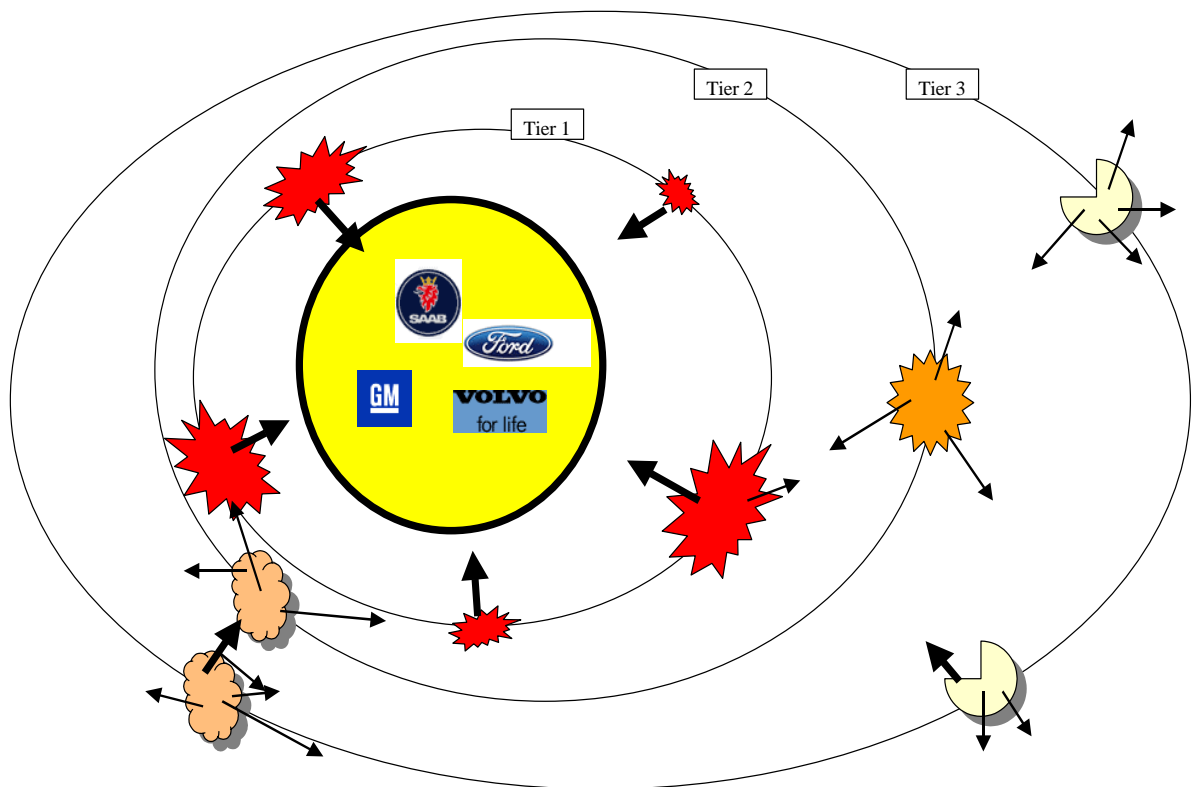 Tier 2
Tier 3
Tier 1
SAAB
Ford
GM
VOLVO
for life